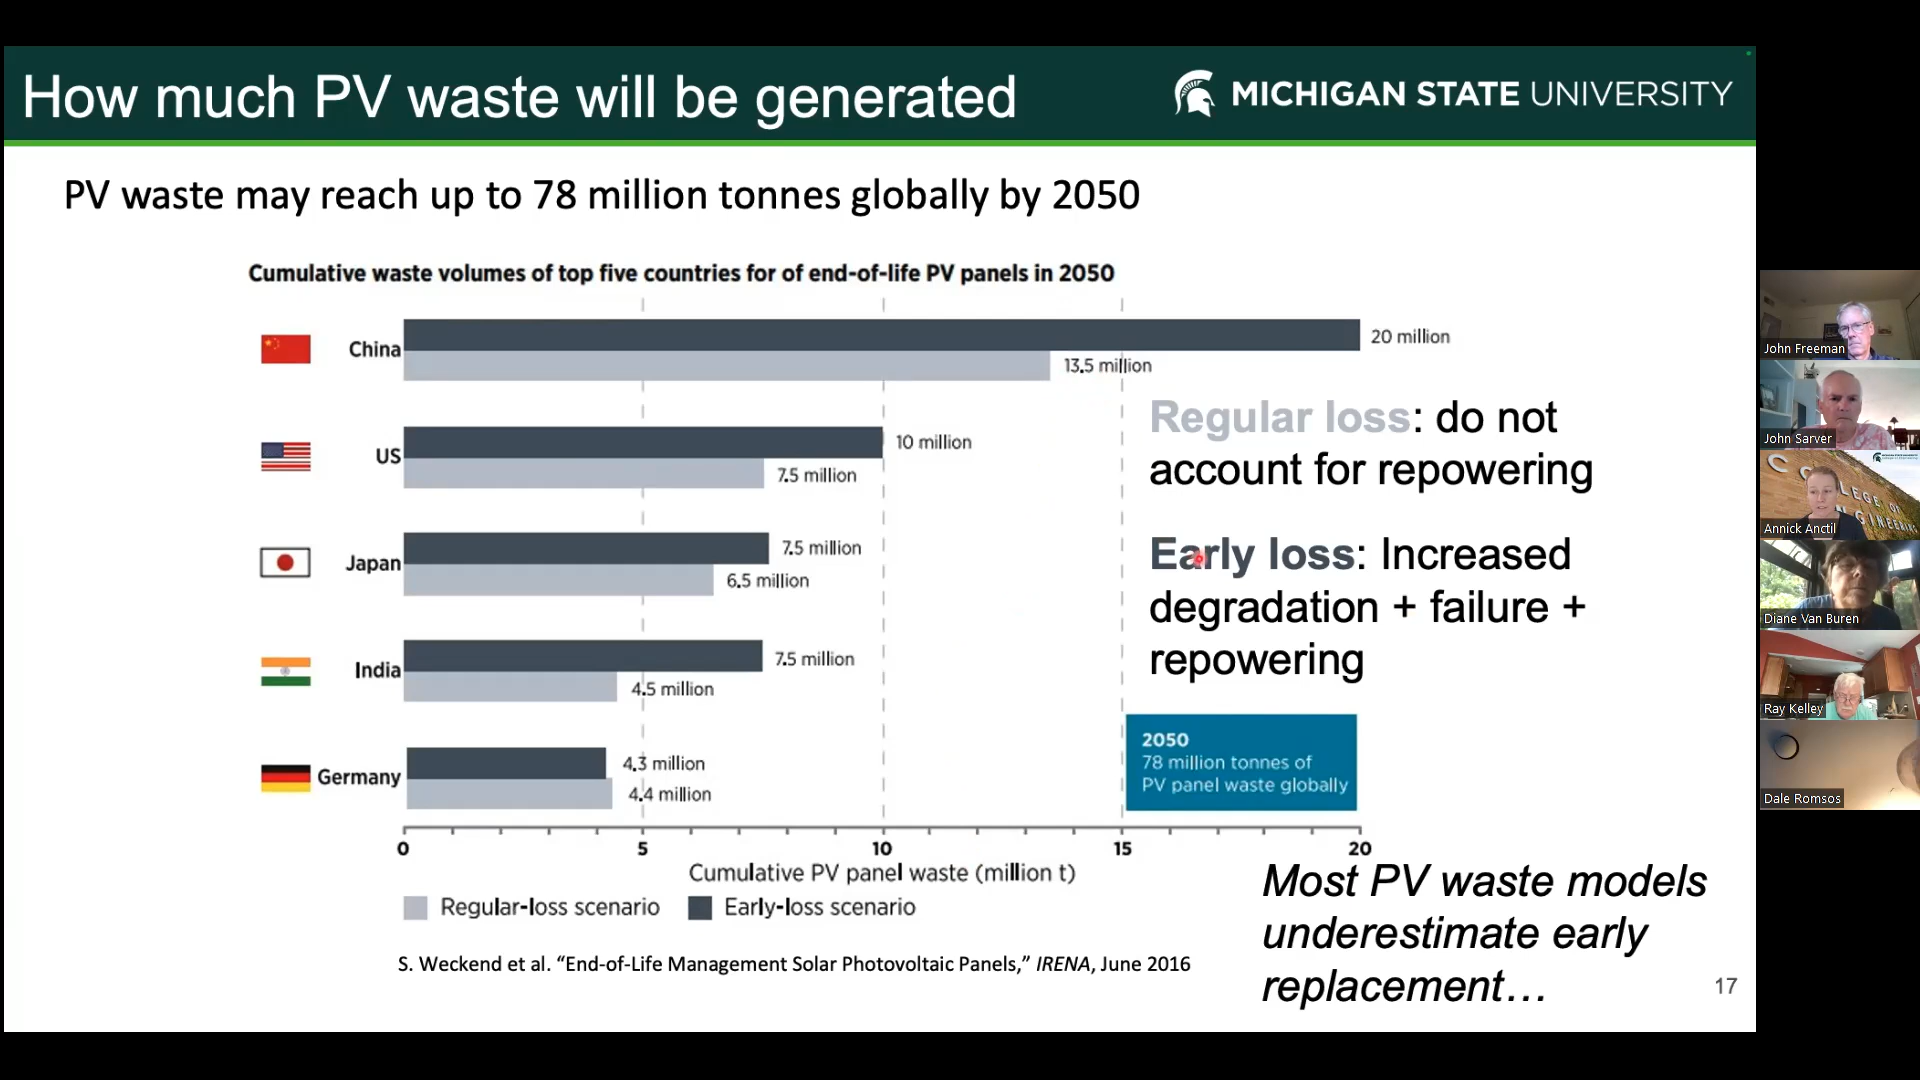 How much PV waste will be generated
MICHIGAN STATE UNIVERSITY
PV waste may reach up to 78 million tonnes globally by 2050
Cumulative waste volumes of top five countries for of end-of-life PV panels in 2050
China
20 million
13.5 million
US
10 million
7.5 million
Japan
7.5 million
6.5 million
India
7.5 million
4.5 million
Germany
4.3 million
4.4 million
0 5 10 15 20
Cumulative PV panel waste (million t)
Regular-loss scenario Early-loss scenario
Regular loss: do not
account for repowering
Early loss: Increased
degradation + failure +
repowering
2050
78 million tonnes of
PV panel waste globally
Most PV waste models
underestimate early
replacement…
S. Weckend et al. “End-of-Life Management Solar Photovoltaic Panels,” IRENA, June 2016
17
John Freeman
John Sarver
Annick Anctil
Diane Van Buren
Ray Kelley
Dale Romsos